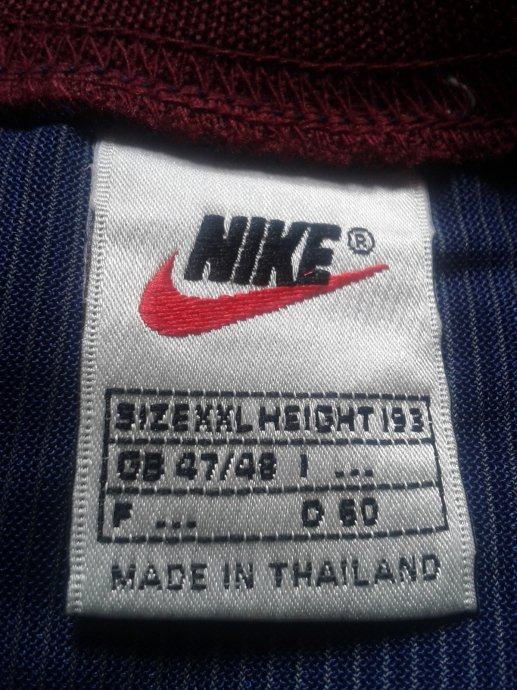 NIKE®
SIZE XXL HEIGHT 193
GB 47/48 I ...
F ... D 60
MADE IN THAILAND